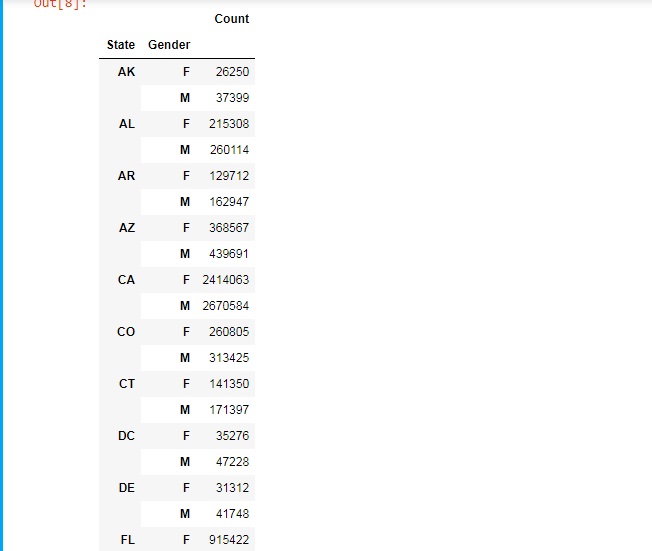 Out[8]:
Count
State Gender
AK F 26250
M 37399
AL F 215308
M 260114
AR F 129712
M 162947
AZ F 368567
M 439691
CA F 2414063
M 2670584
CO F 260805
M 313425
CT F 141350
M 171397
DC F 35276
M 47228
DE F 31312
M 41748
FL F 915422